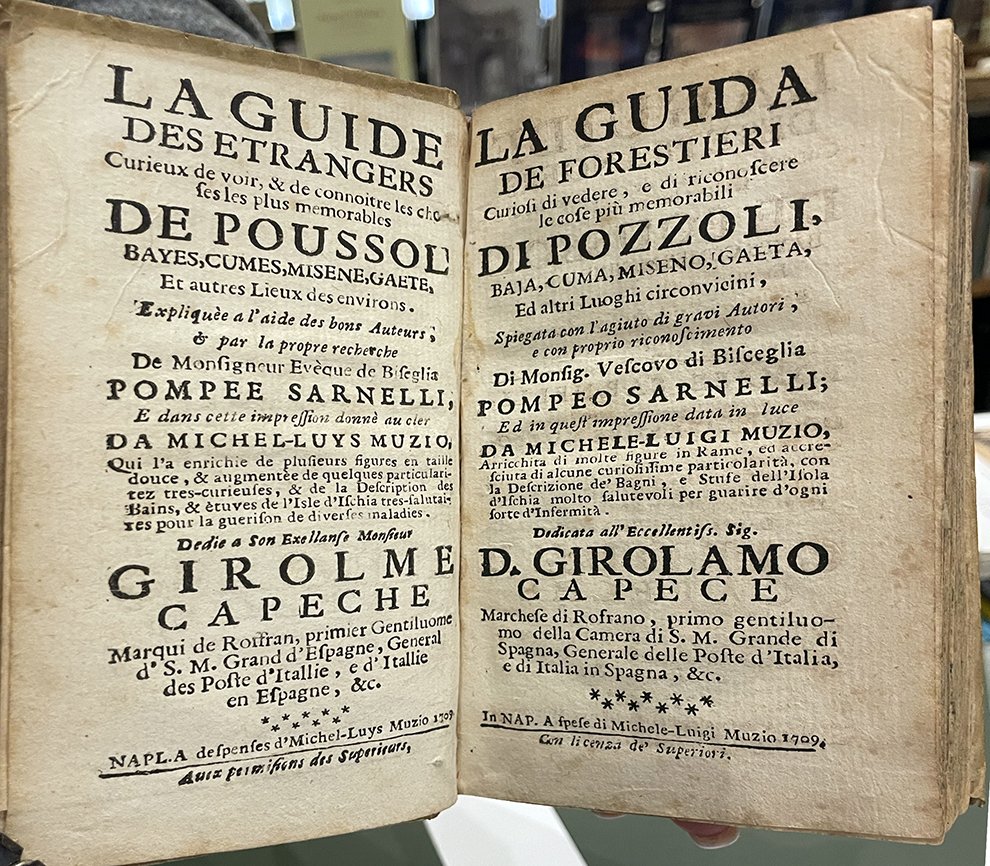 LA GUIDE
DES ETRANGERS
Curieux de voir, & de connoitre les cho-
ſes les plus memorables
DE POUSSOL
BAYES, CUMES, MISENE, GAETE,
Et autres Lieux des environs.
Expliquèe a l'aide des bons Auteurs;
& par la propre recherche
De Monſigneur Evèque de Biſeglia
POMPEE SARNELLI,
E dans cette impreſſion donnè au cler
DA MICHEL-LUYS MUZIO,
Qui l'a enrichie de pluſieurs figures en taille
douce, & augmentée de quelques particulari-
tez tres-curieuſes, & de la Deſcription des
Bains, & ètuves de l'Isle d'Iſchia tres-ſalutai-
res pour la gueriſon de diverſes maladies.
Dedie a Son Exellanſe Monſieur
GIROLME
CAPECHE
Marqui de Roffran, primier Gentiluome
d' S. M. Grand d'Eſpagne, General
des Poſte d'Itallie, e d' Itallie
en Eſpagne, &c.
NAPL. A deſpenſes d'Michel-Luys Muzio 1709
Aux permiſions des Superieurs,
LA GUIDA
DE FORESTIERI
Curioſi di vedere, e di riconoſcere
le coſe più memorabili
DI POZZOLI,
BAJA, CUMA, MISENO, GAETA,
Ed altri Luoghi circonvicini,
Spiegata con l'agiuto di gravi Autori,
e con proprio riconoſcimento
Di Monſig. Veſcovo di Biſceglia
POMPEO SARNELLI;
Ed in queſt' impreſſione data in luce
DA MICHELE-LUIGI MUZIO,
Arricchita di molte figure in Rame, ed accre-
ſciuta di alcune curioſiſſime particolarità, con
la Deſcrizione de' Bagni, e' Stufe dell'Iſola
d'Iſchia molto ſalutevoli per guarire d'ogni
ſorte d'Infermità.
Dedicata all' Eccellentiſs. Sig.
D. GIROLAMO
CAPECE
Marcheſe di Rofrano, primo gentiluo-
mo della Camera di S. M. Grande di
Spagna, Generale delle Poſte d'Italia,
e di Italia in Spagna, &c.
In NAP. A ſpeſe di Michele-Luigi Muzio 1709.
Con licenza de' Superiori.